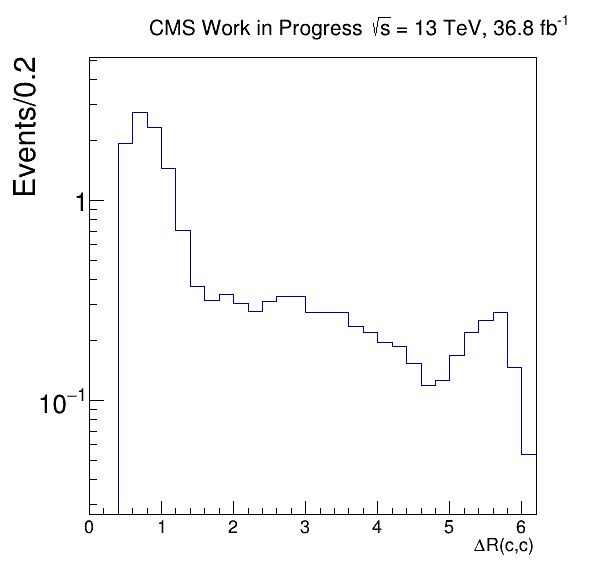 CMS Work in Progress √s = 13 TeV, 36.8 fb⁻¹
Events/0.2
1
10⁻¹
0 1 2 3 4 5 6
ΔR(c,c)